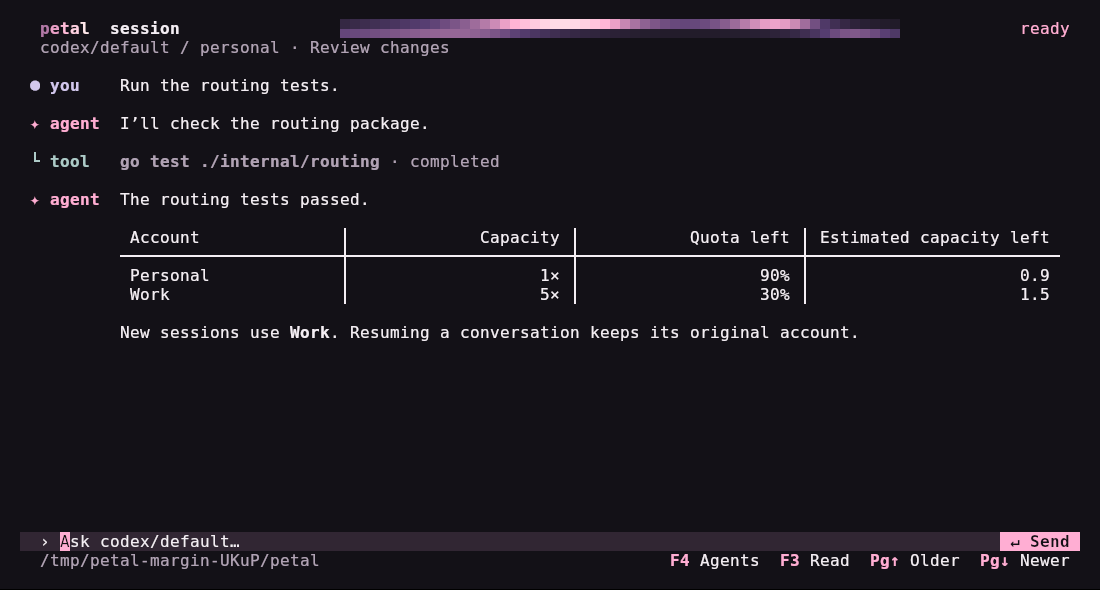 petal session ready
codex/default / personal · Review changes
● you Run the routing tests.
✦ agent I’ll check the routing package.
└ tool go test ./internal/routing · completed
✦ agent The routing tests passed.
Account Capacity Quota left Estimated capacity left
Personal 1× 90% 0.9
Work 5× 30% 1.5
New sessions use Work. Resuming a conversation keeps its original account.
› Ask codex/default… ↵ Send
/tmp/petal-margin-UKuP/petal F4 Agents F3 Read Pg↑ Older Pg↓ Newer